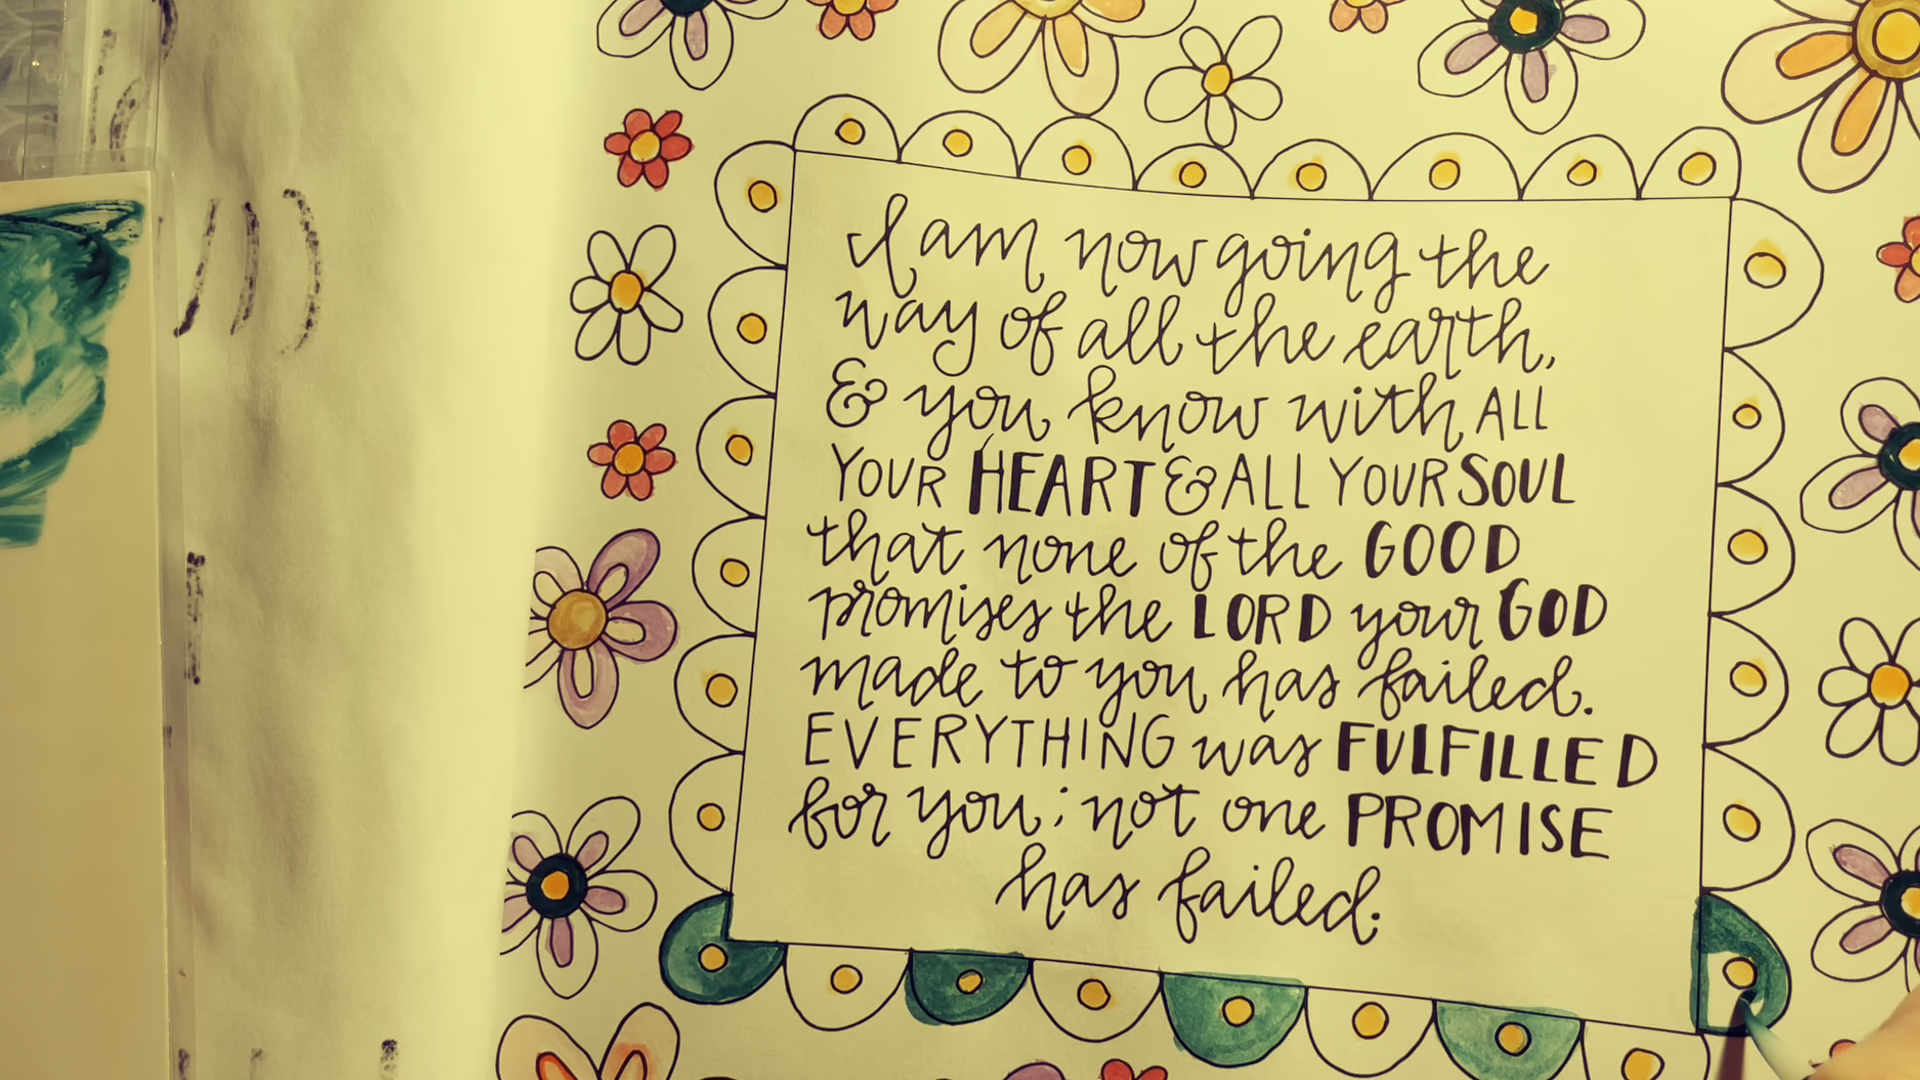 I am now going the
way of all the earth,
& you know with ALL
YOUR HEART & ALL YOUR SOUL
that none of the GOOD
promises the LORD your GOD
made to you has failed.
EVERYTHING was FULFILLED
for you; not one PROMISE
has failed.